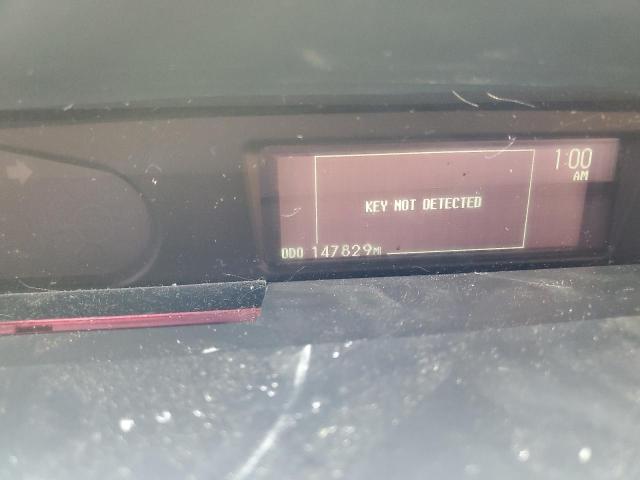 1:00
AM
KEY NOT DETECTED
ODO 147829MI